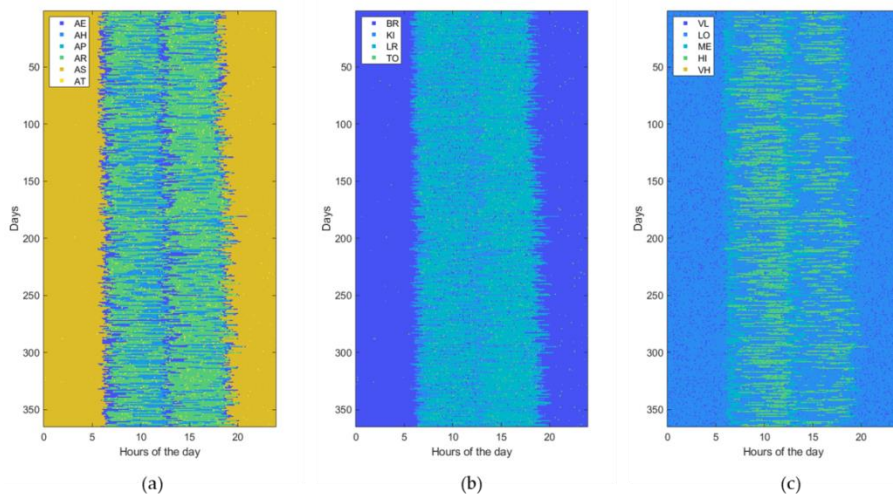 AE
AH
AP
AR
AS
AT
50
100
150
200
250
300
350
Days
0 5 10 15 20
Hours of the day
(a)
BR
KI
LR
TO
50
100
150
200
250
300
350
Days
0 5 10 15 20
Hours of the day
(b)
VL
LO
ME
HI
VH
50
100
150
200
250
300
350
Days
0 5 10 15 20
Hours of the day
(c)